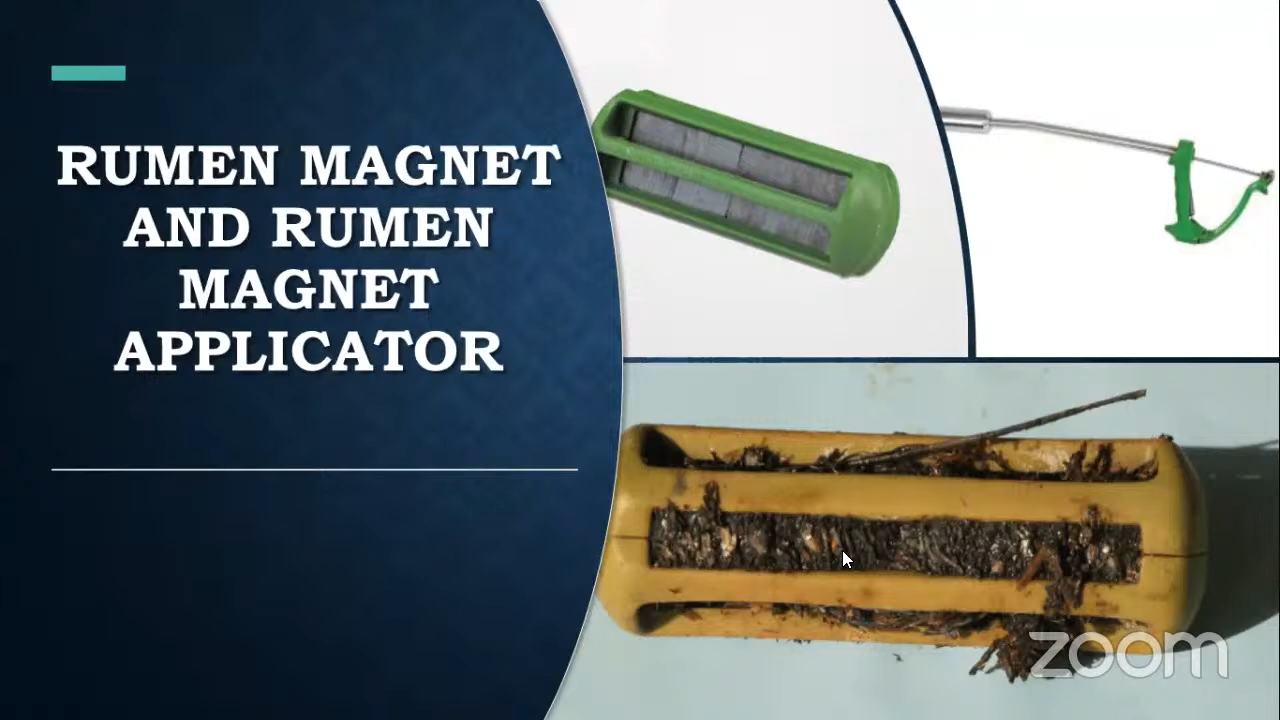 RUMEN MAGNET
AND RUMEN
MAGNET
APPLICATOR
zoom